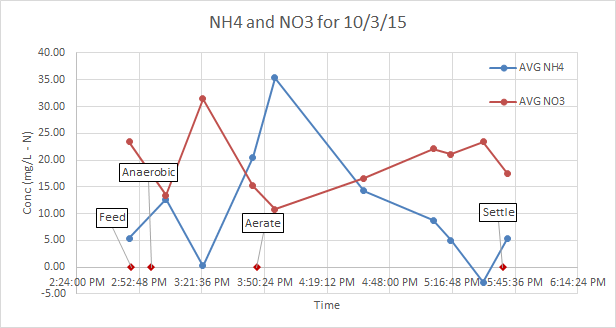 NH4 and NO3 for 10/3/15
40.00
35.00
30.00
25.00
20.00
15.00
10.00
5.00
0.00
-5.00
Conc (mg/L - N)
AVG NH4
AVG NO3
Anaerobic
Feed
Aerate
Settle
2:24:00 PM 2:52:48 PM 3:21:36 PM 3:50:24 PM 4:19:12 PM 4:48:00 PM 5:16:48 PM 5:45:36 PM 6:14:24 PM
Time